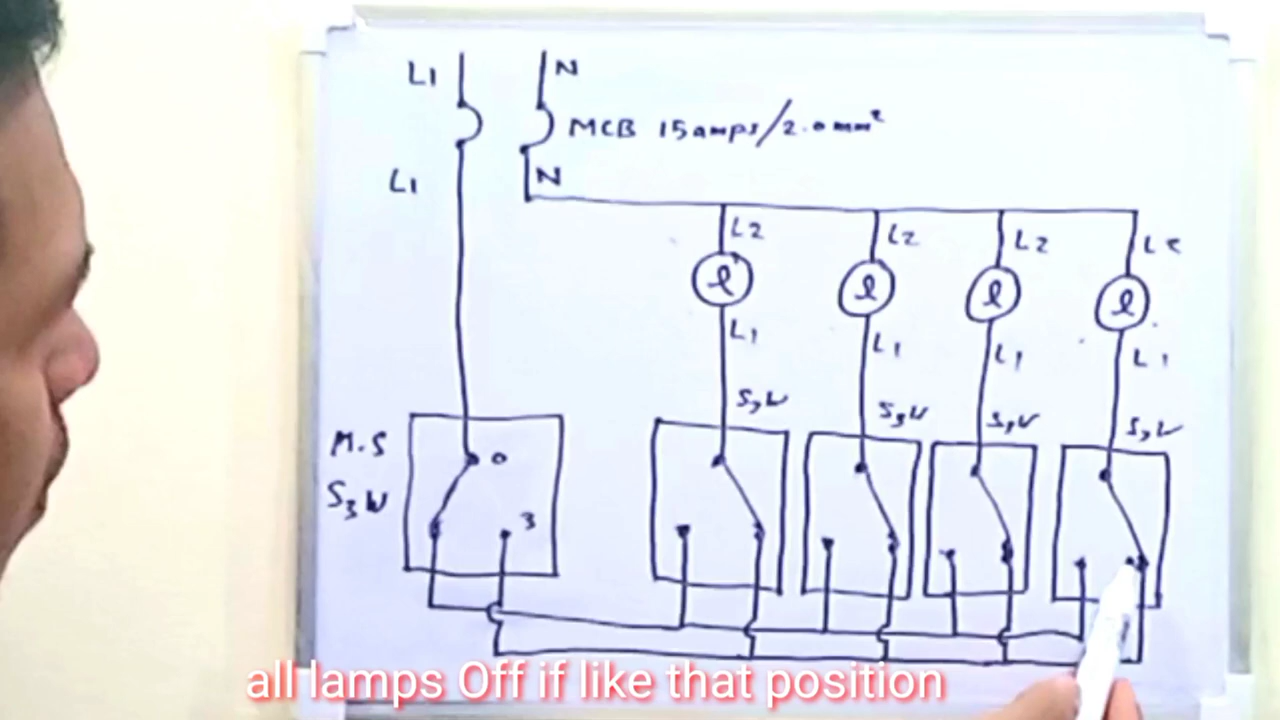 L1 N
MCB 15amps/2.0mm²
L1 N
L2 L2 L2 L2
l l l l
L1 L1 L1 L1
S3W S3W S3W S3W
M.S
S3W
0
3
all lamps Off if like that position